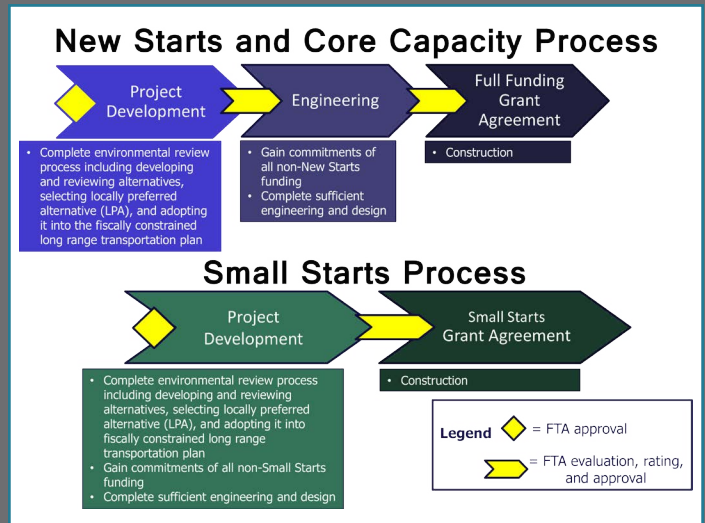 New Starts and Core Capacity Process
Project
Development
Engineering
Full Funding
Grant
Agreement
• Complete environmental review
process including developing
and reviewing alternatives,
selecting locally preferred
alternative (LPA), and adopting
it into the fiscally constrained
long range transportation plan
• Gain commitments of
all non-New Starts
funding
• Complete sufficient
engineering and design
• Construction
Small Starts Process
Project
Development
Small Starts
Grant Agreement
• Complete environmental review process
including developing and reviewing
alternatives, selecting locally preferred
alternative (LPA), and adopting it into
fiscally constrained long range
transportation plan
• Gain commitments of all non-Small Starts
funding
• Complete sufficient engineering and design
• Construction
Legend = FTA approval
= FTA evaluation, rating,
and approval